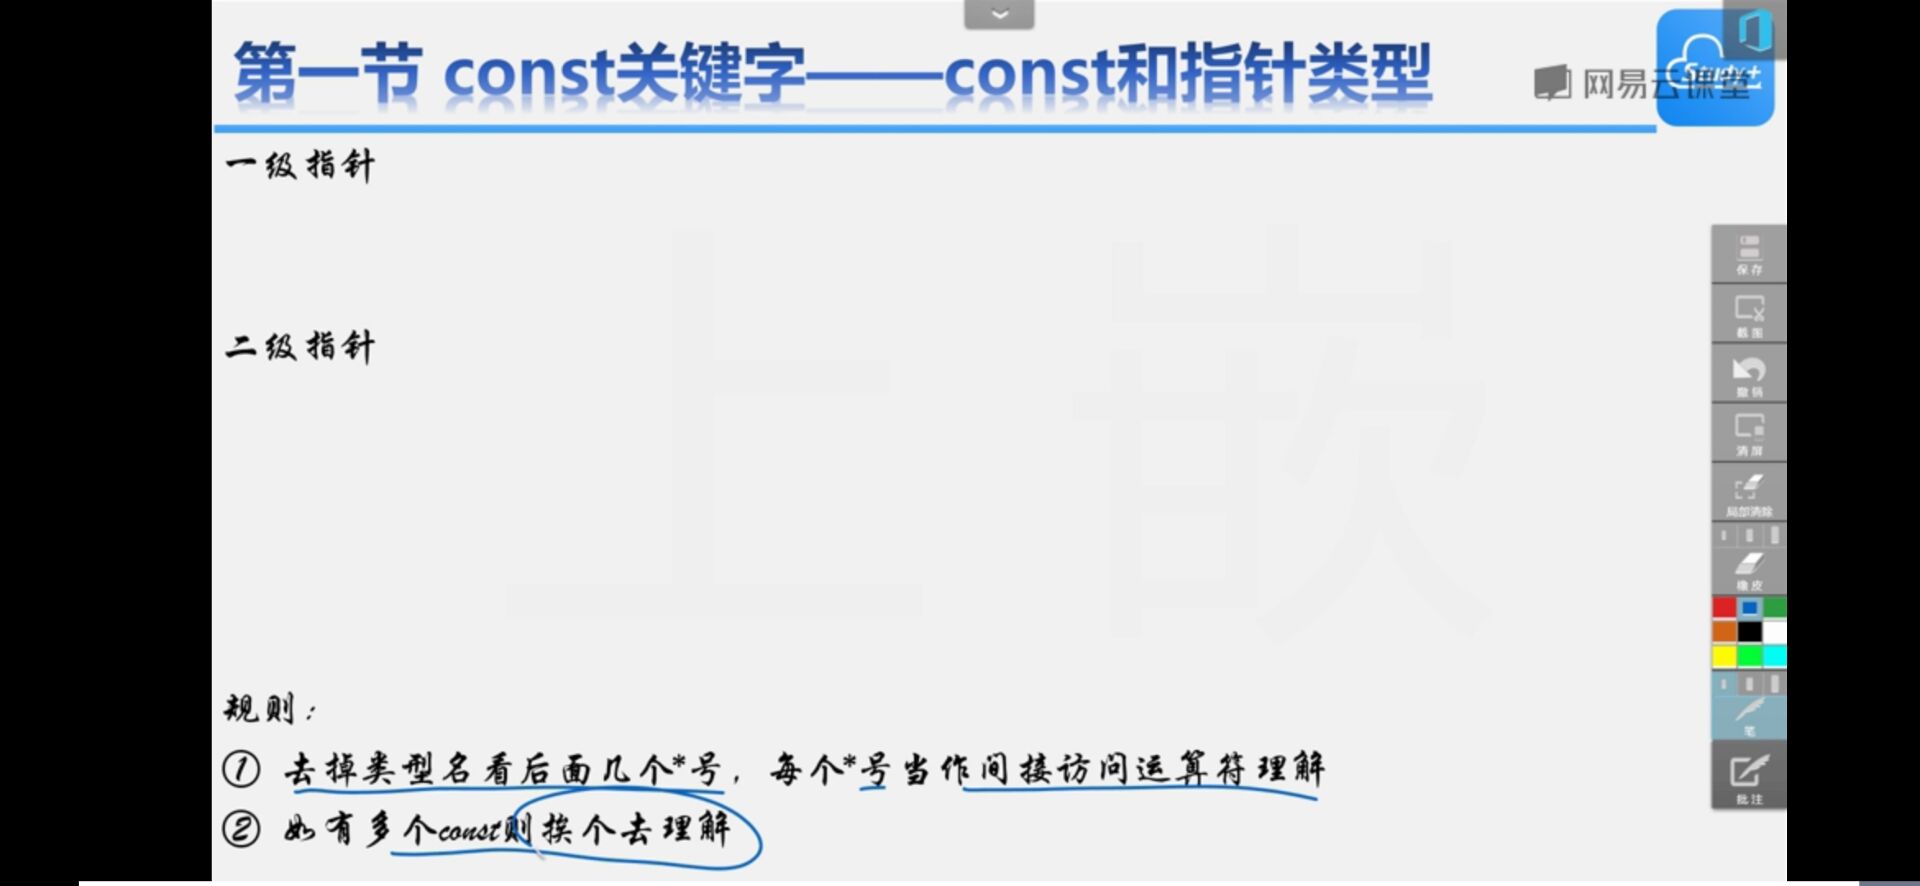 第一节 const关键字——const和指针类型
网易云课堂
Study+
一级指针
二级指针
上嵌
规则：
① 去掉类型名看后面几个*号，每个*号当作间接访问运算符理解
② 如有多个const则挨个去理解
保存
截图
撤销
清屏
局部清除
橡皮
笔
批注